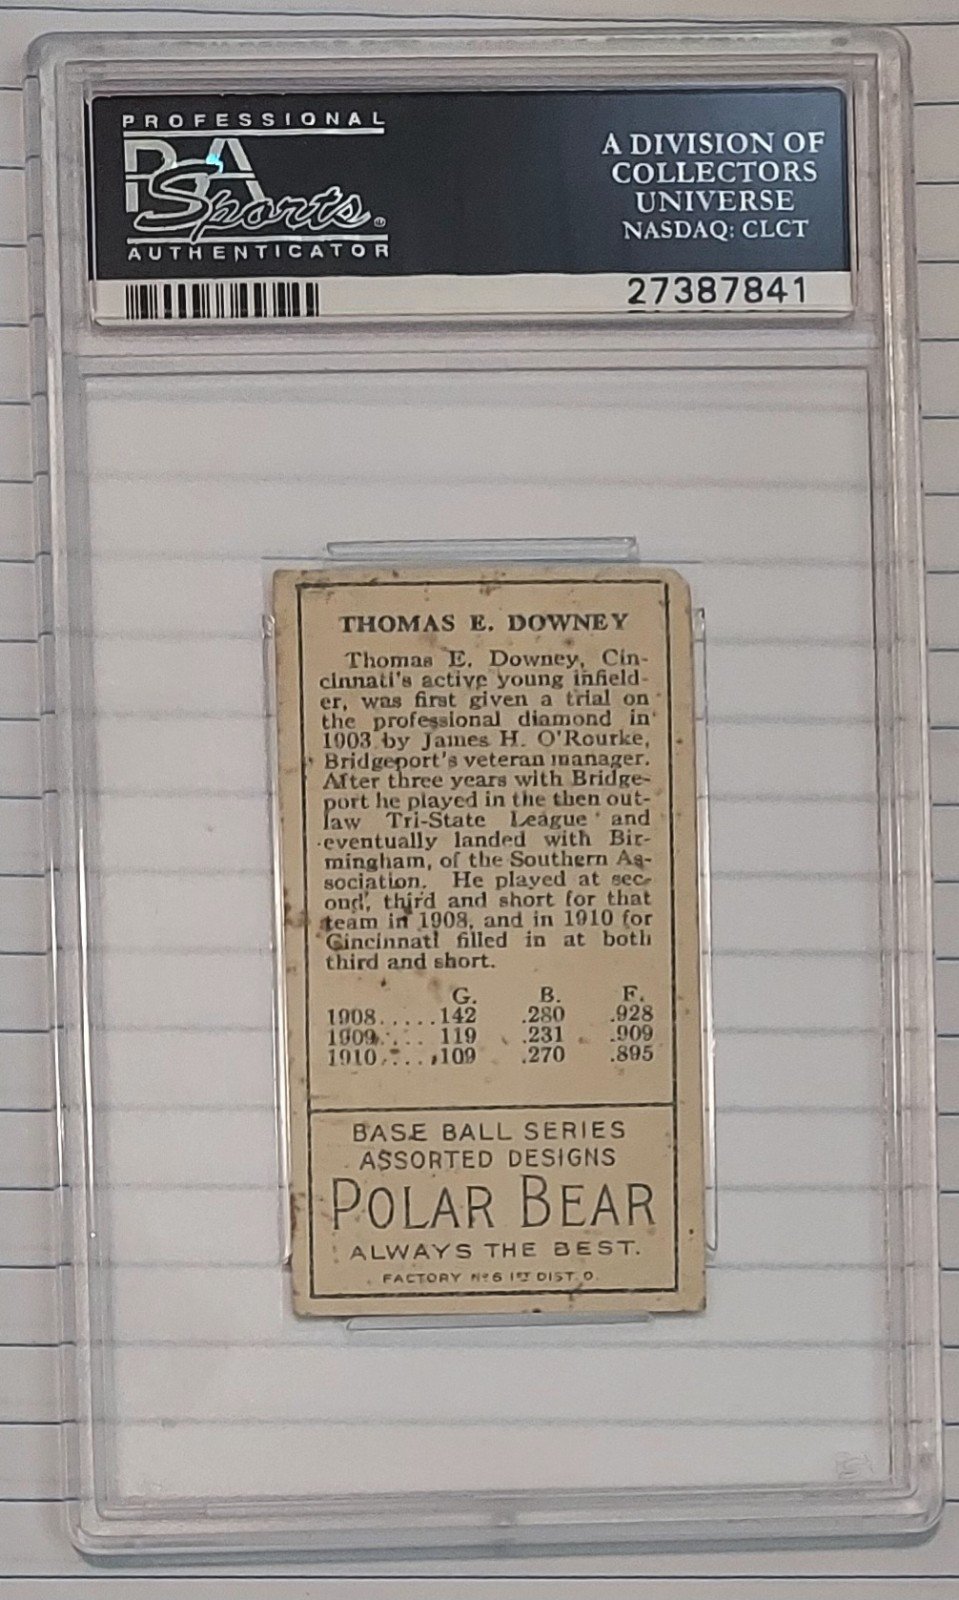 PROFESSIONAL
PSA
Sports
AUTHENTICATOR
A DIVISION OF
COLLECTORS
UNIVERSE
NASDAQ: CLCT
27387841
THOMAS E. DOWNEY
Thomas E. Downey, Cin-
cinnati's active young infield-
er, was first given a trial on
the professional diamond in
1903 by James H. O'Rourke,
Bridgeport's veteran manager.
After three years with Bridge-
port he played in the then out-
law Tri-State League and
eventually landed with Bir-
mingham, of the Southern As-
sociation. He played at sec-
ond, third and short for that
team in 1908, and in 1910 for
Cincinnati filled in at both
third and short.
G. B. F.
1908.....142 .280 .928
1909..... 119 .231 .909
1910.....109 .270 .895
BASE BALL SERIES
ASSORTED DESIGNS
POLAR BEAR
ALWAYS THE BEST.
FACTORY No 6 1ST DIST. O.